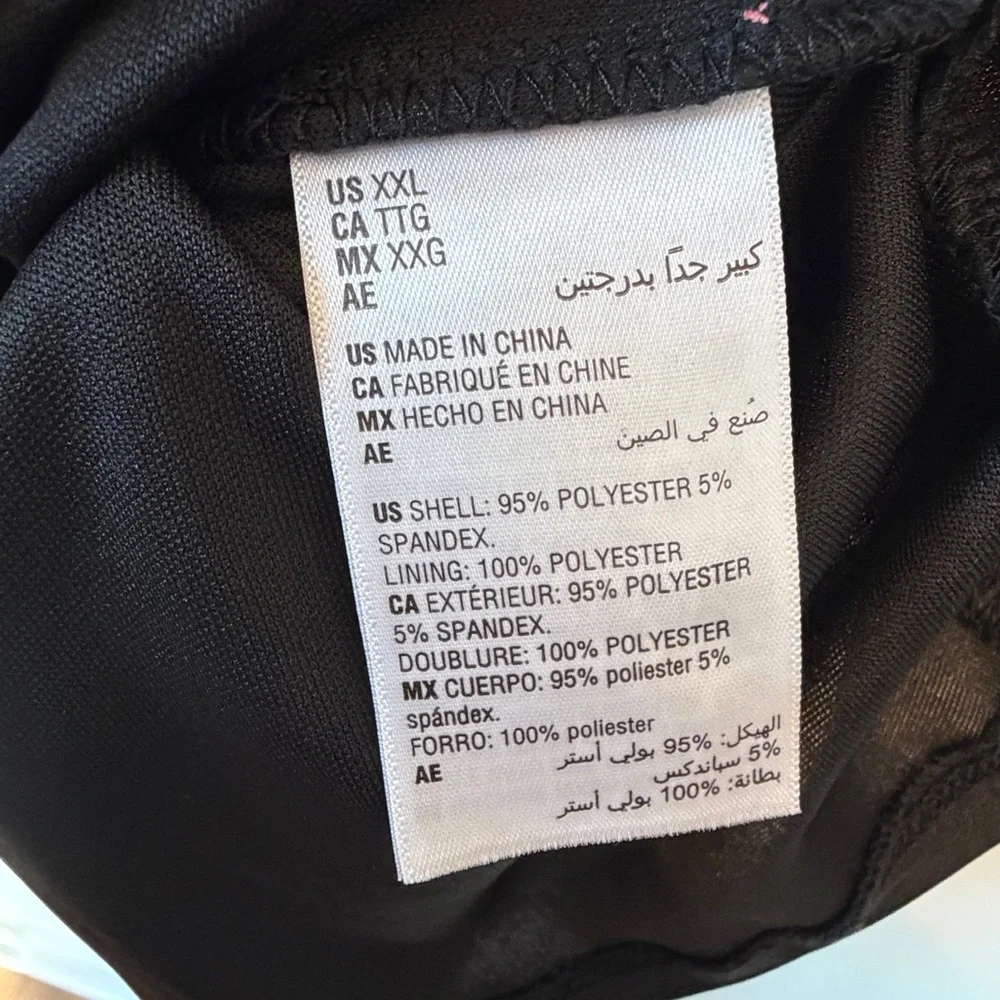 US XXL
CA TTG
MX XXG
AE كبير جداً بدرجتين
US MADE IN CHINA
CA FABRIQUÉ EN CHINE
MX HECHO EN CHINA
AE صُنع في الصين
US SHELL: 95% POLYESTER 5%
SPANDEX.
LINING: 100% POLYESTER
CA EXTÉRIEUR: 95% POLYESTER
5% SPANDEX.
DOUBLURE: 100% POLYESTER
MX CUERPO: 95% poliester 5%
spándex.
FORRO: 100% poliester
AE الهيكل: 95% بولي أستر
5% سباندكس
بطانة: 100% بولي أستر